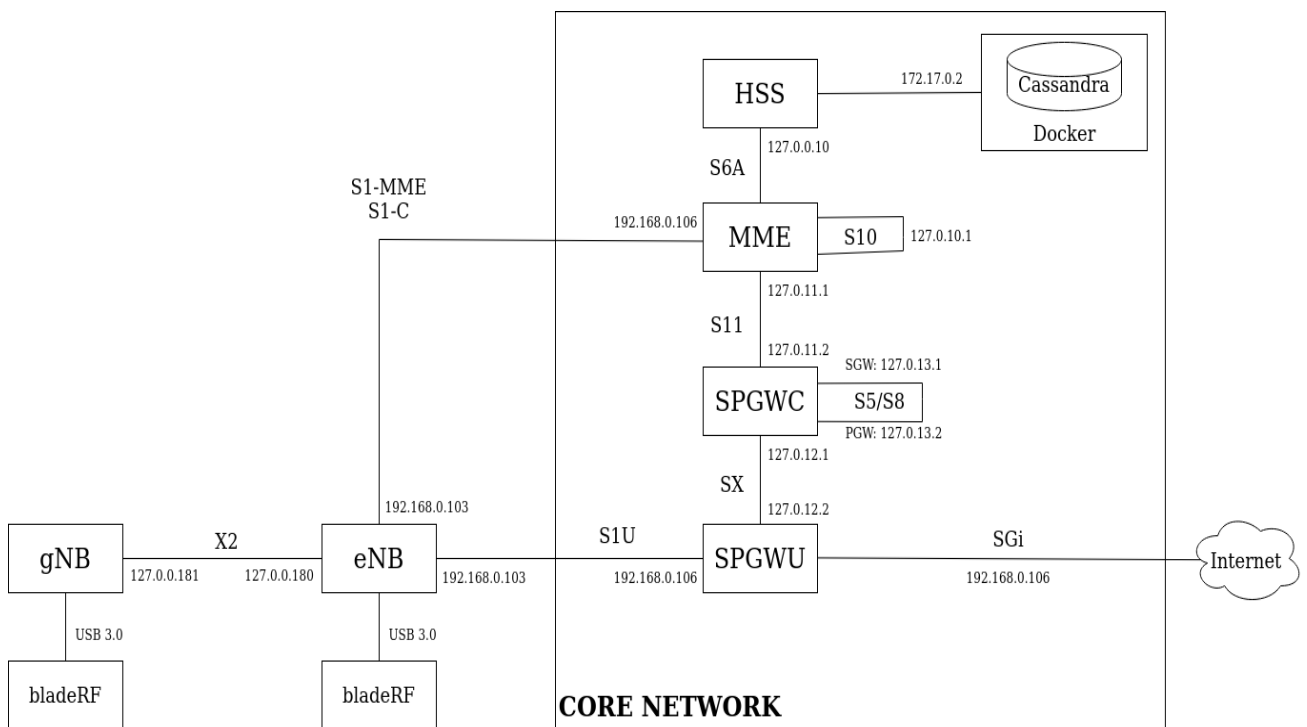 HSS
172.17.0.2
Cassandra
Docker
127.0.0.10
S6A
S1-MME
S1-C
192.168.0.106
MME
S10
127.0.10.1
127.0.11.1
S11
127.0.11.2
SGW: 127.0.13.1
SPGWC
S5/S8
PGW: 127.0.13.2
127.0.12.1
SX
127.0.12.2
192.168.0.103
gNB
X2
127.0.0.181
127.0.0.180
eNB
S1U
192.168.0.103
192.168.0.106
SPGWU
SGi
192.168.0.106
Internet
USB 3.0
USB 3.0
bladeRF
bladeRF
CORE NETWORK